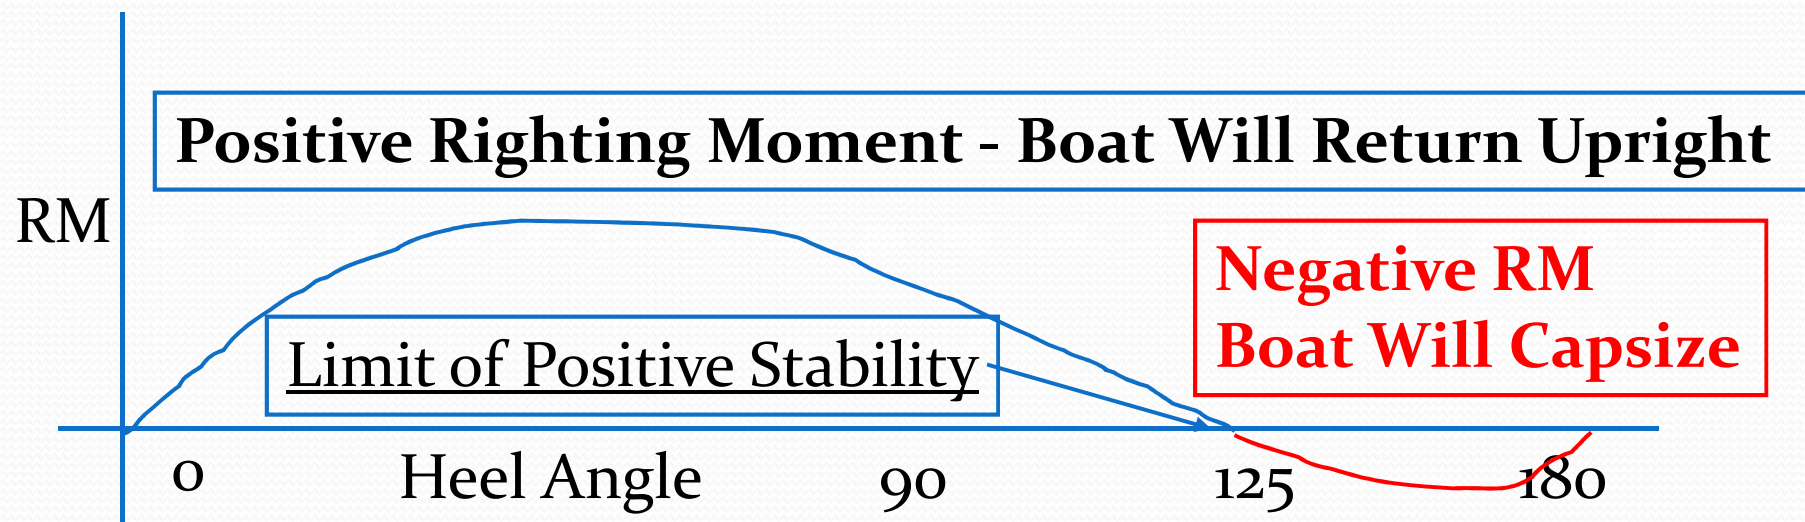 Positive Righting Moment - Boat Will Return Upright
RM
Negative RM
Boat Will Capsize
Limit of Positive Stability
0 Heel Angle 90 125 180